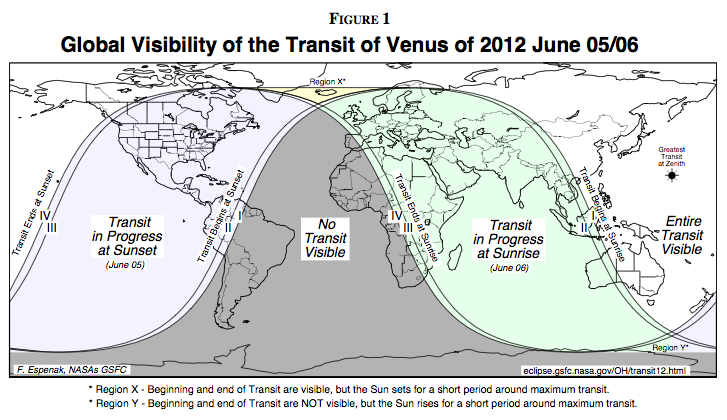 FIGURE 1
Global Visibility of the Transit of Venus of 2012 June 05/06
Region X*
Greatest
Transit
at Zenith
Transit Ends at Sunset
IV
III
Transit
in Progress
at Sunset
(June 05)
Transit Begins at Sunset
I
II
No
Transit
Visible
IV
III
Transit Ends at Sunrise
Transit
in Progress
at Sunrise
(June 06)
Transit Begins at Sunrise
I
II
Entire
Transit
Visible
Region Y*
F. Espenak, NASAs GSFC
eclipse.gsfc.nasa.gov/OH/transit12.html
* Region X - Beginning and end of Transit are visible, but the Sun sets for a short period around maximum transit.
* Region Y - Beginning and end of Transit are NOT visible, but the Sun rises for a short period around maximum transit.